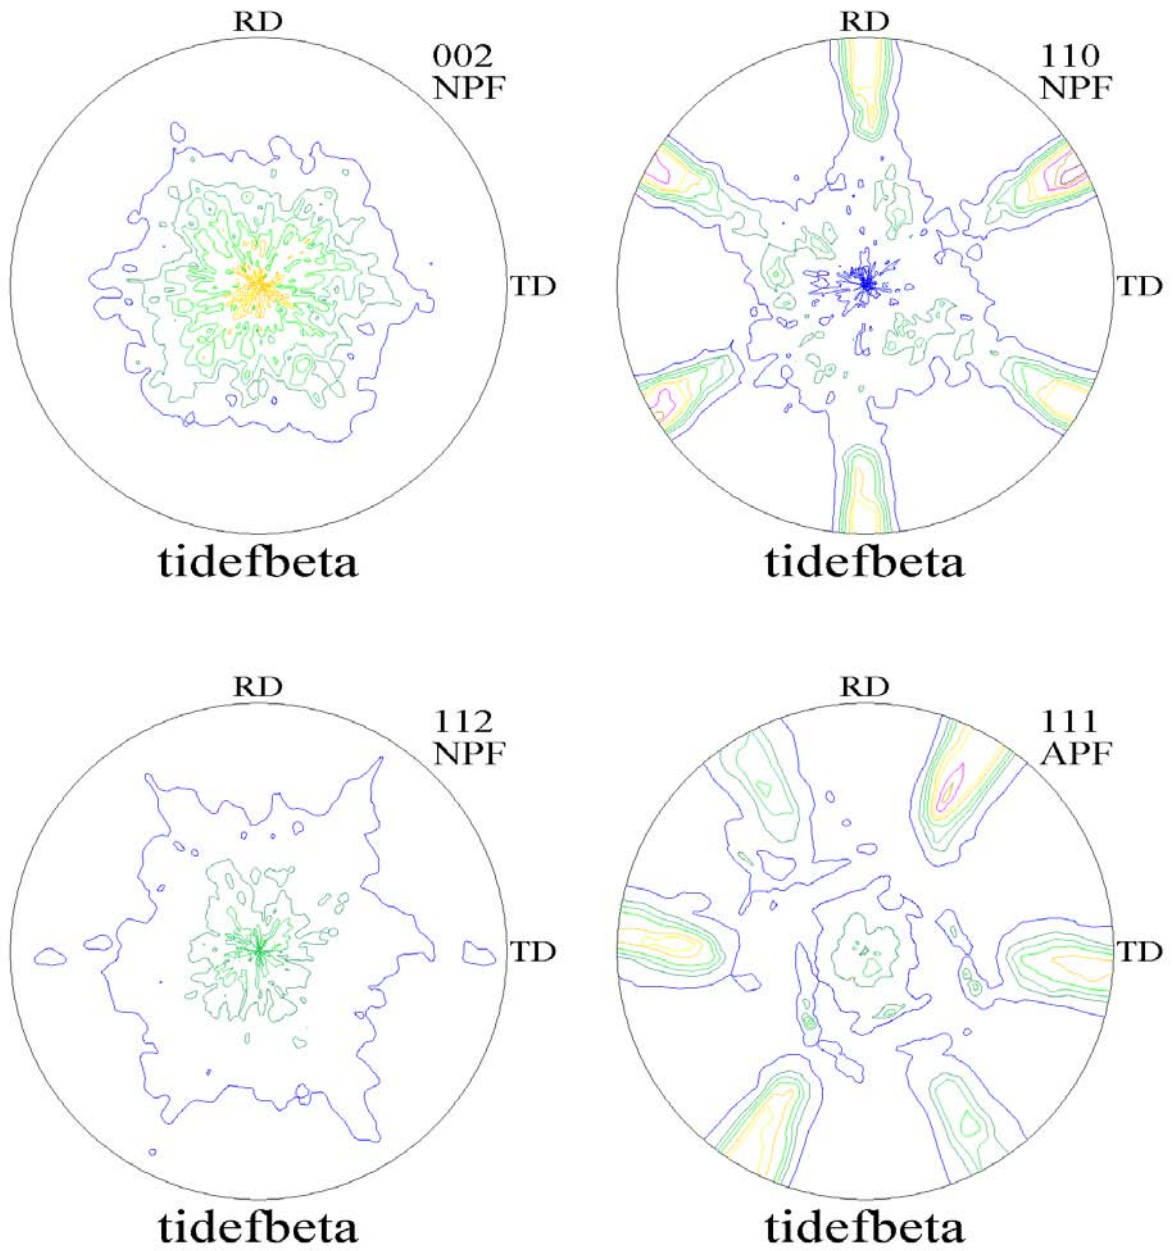 RD
002
NPF
TD
tidefbeta
RD
110
NPF
TD
tidefbeta
RD
112
NPF
TD
tidefbeta
RD
111
APF
TD
tidefbeta